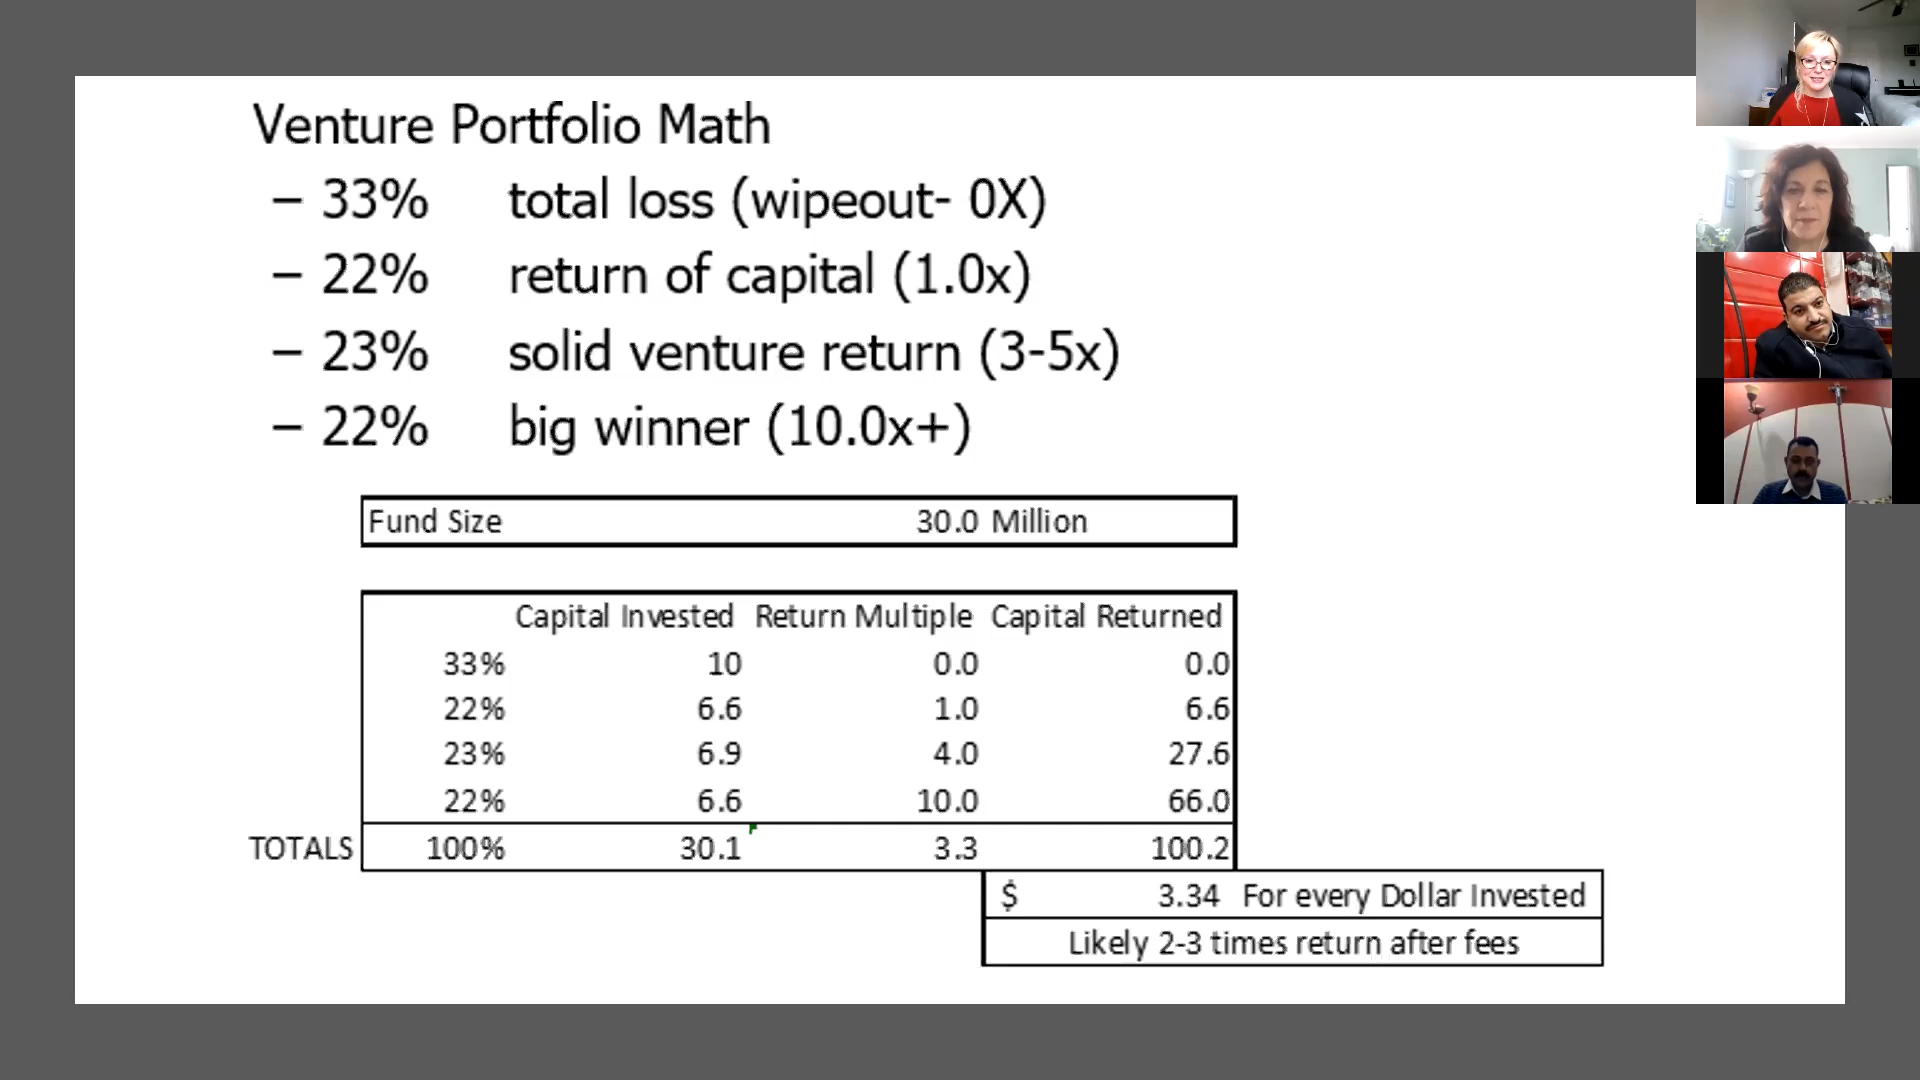 Venture Portfolio Math
– 33% total loss (wipeout- 0X)
– 22% return of capital (1.0x)
– 23% solid venture return (3-5x)
– 22% big winner (10.0x+)
Fund Size 30.0 Million
Capital Invested Return Multiple Capital Returned
33% 10 0.0 0.0
22% 6.6 1.0 6.6
23% 6.9 4.0 27.6
22% 6.6 10.0 66.0
TOTALS 100% 30.1 3.3 100.2
$ 3.34 For every Dollar Invested
Likely 2-3 times return after fees